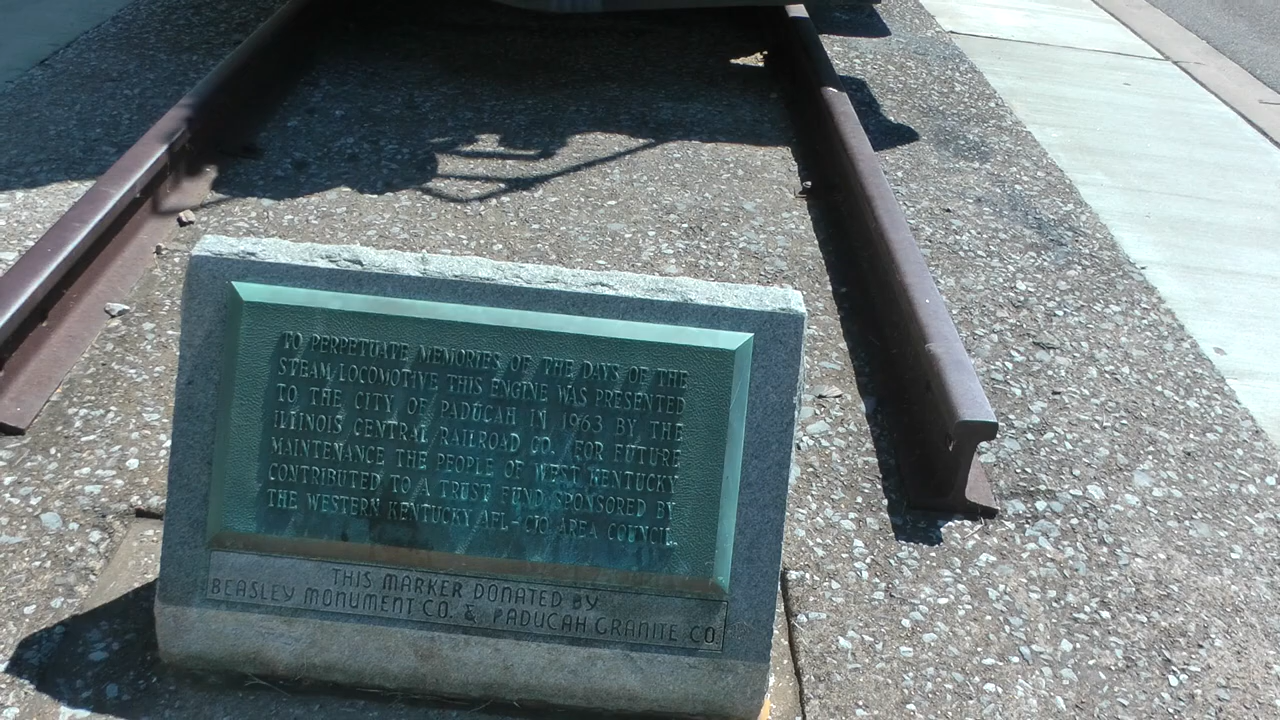 TO PERPETUATE MEMORIES OF THE DAYS OF THE
STEAM LOCOMOTIVE THIS ENGINE WAS PRESENTED
TO THE CITY OF PADUCAH IN 1963 BY THE
ILLINOIS CENTRAL RAILROAD CO. FOR FUTURE
MAINTENANCE THE PEOPLE OF WEST KENTUCKY
CONTRIBUTED TO A TRUST FUND SPONSORED BY
THE WESTERN KENTUCKY AFL-CIO AREA COUNCIL.
THIS MARKER DONATED BY
BEASLEY MONUMENT CO. & PADUCAH GRANITE CO.